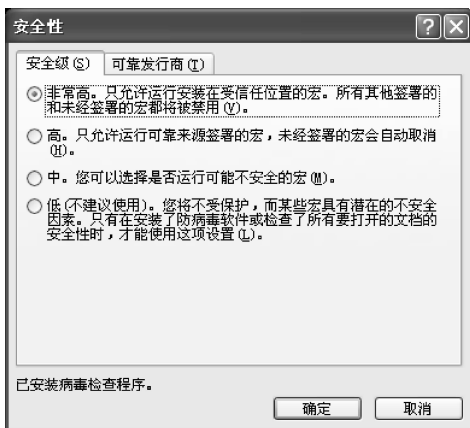 安全性
安全级(S)
可靠发行商(T)
非常高。只允许运行安装在受信任位置的宏。所有其他签署的
和未经签署的宏都将被禁用(V)。
高。只允许运行可靠来源签署的宏，未经签署的宏会自动取消
(H)。
中。您可以选择是否运行可能不安全的宏(M)。
低(不建议使用)。您将不受保护，而某些宏具有潜在的不安全
因素。只有在安装了防病毒软件或检查了所有要打开的文档的
安全性时，才能使用这项设置(L)。
已安装病毒检查程序。
确定
取消